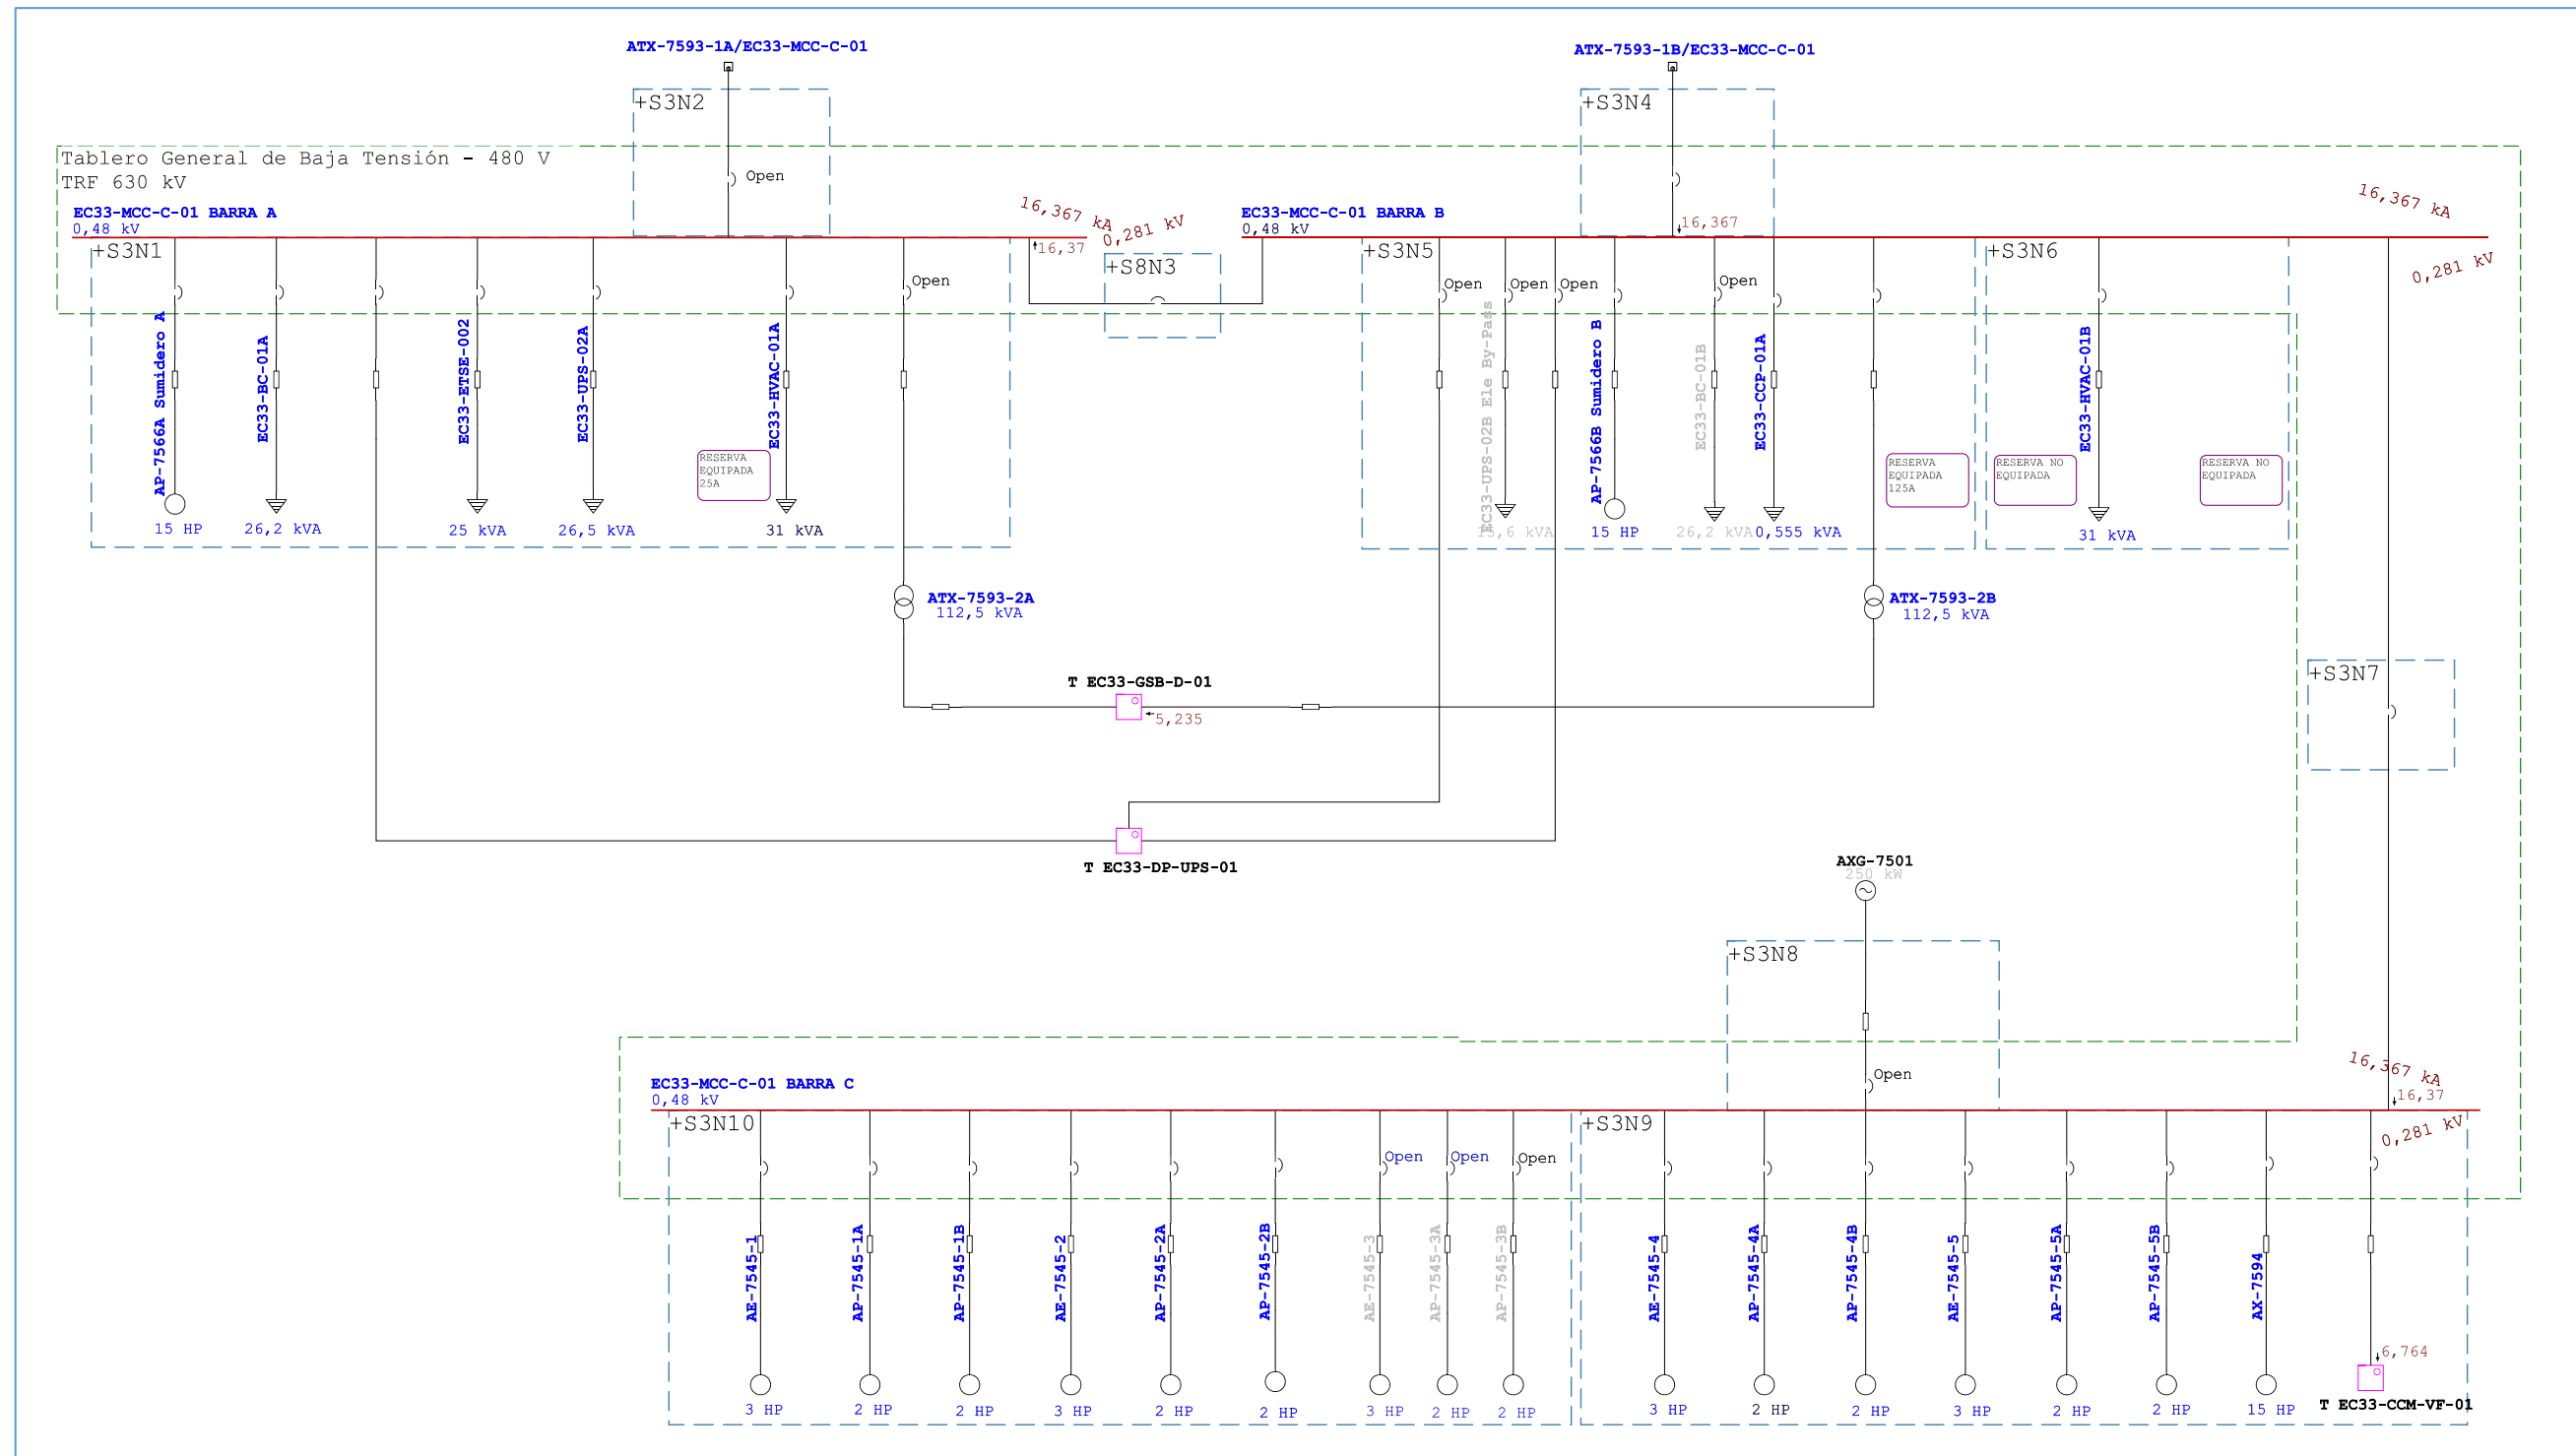 ATX-7593-1A/EC33-MCC-C-01
ATX-7593-1B/EC33-MCC-C-01
+S3N2
+S3N4
Tablero General de Baja Tensión - 480 V
TRF 630 kV
Open
EC33-MCC-C-01 BARRA A
0,48 kV
16,367 kA
0,281 kV
16,37
EC33-MCC-C-01 BARRA B
0,48 kV
16,367
16,367 kA
0,281 kV
+S3N1
+S8N3
+S3N5
+S3N6
Open
Open
Open
Open
Open
AP-7566A Sumidero A
EC33-BC-01A
EC33-ETSE-002
EC33-UPS-02A
EC33-HVAC-01A
EC33-UPS-02B Ele By-Pass
AP-7566B Sumidero B
EC33-BC-01B
EC33-CCP-01A
EC33-HVAC-01B
RESERVA
EQUIPADA
25A
RESERVA
EQUIPADA
125A
RESERVA NO
EQUIPADA
RESERVA NO
EQUIPADA
15 HP
26,2 kVA
25 kVA
26,5 kVA
31 kVA
15 HP
26,2 kVA
0,555 kVA
31 kVA
ATX-7593-2A
112,5 kVA
ATX-7593-2B
112,5 kVA
T EC33-GSB-D-01
5,235
+S3N7
T EC33-DP-UPS-01
AXG-7501
250 kW
+S3N8
Open
EC33-MCC-C-01 BARRA C
0,48 kV
16,367 kA
16,37
0,281 kV
+S3N10
+S3N9
Open
Open
Open
AE-7545-1
AP-7545-1A
AP-7545-1B
AE-7545-2
AP-7545-2A
AP-7545-2B
AE-7545-3
AP-7545-3A
AP-7545-3B
AE-7545-4
AP-7545-4A
AP-7545-4B
AE-7545-5
AP-7545-5A
AP-7545-5B
AX-7594
6,764
3 HP
2 HP
2 HP
3 HP
2 HP
2 HP
3 HP
2 HP
2 HP
3 HP
2 HP
2 HP
3 HP
2 HP
2 HP
15 HP
T EC33-CCM-VF-01